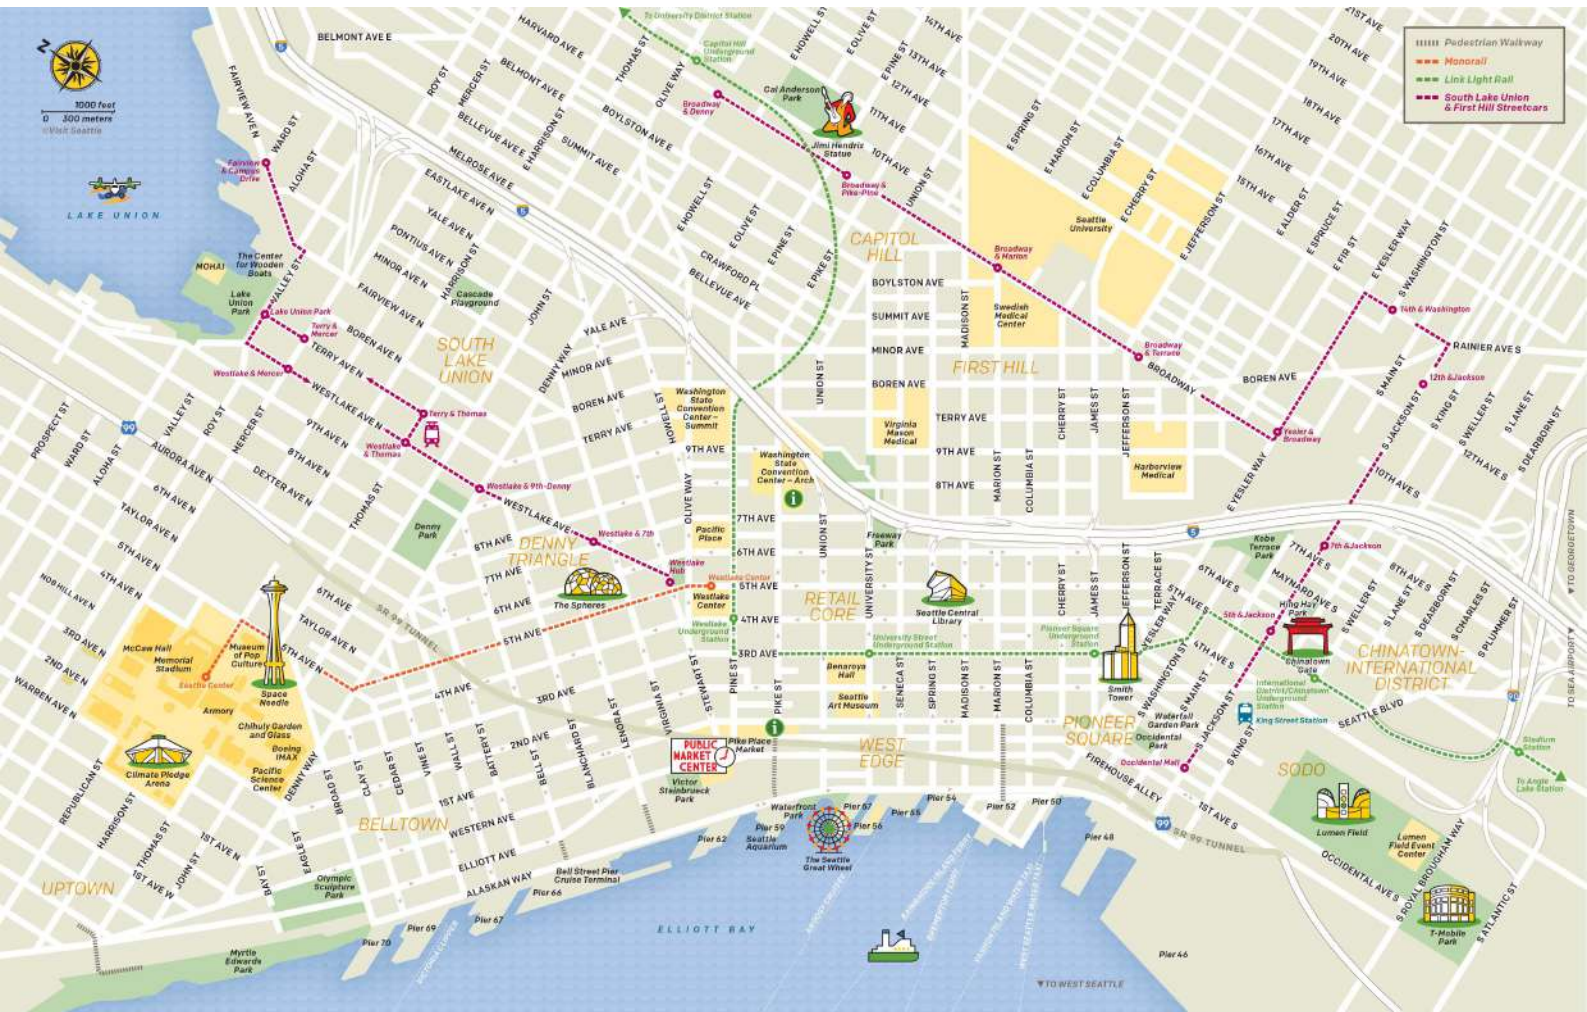 N
1000 feet
0 300 meters
©Visit Seattle
Pedestrian Walkway
Monorail
Link Light Rail
South Lake Union
& First Hill Streetcars
To University District Station
Capitol Hill
Underground
Station
Broadway
& Denny
Cal Anderson
Park
Jimi Hendrix
Statue
Broadway &
Pike-Pine
BELMONT AVE E
HARVARD AVE E
BELMONT AVE E
BELLEVUE AVE E
MELROSE AVE E
EASTLAKE AVE N
YALE AVE N
PONTIUS AVE N
MINOR AVE N
FAIRVIEW AVE N
BOREN AVE N
TERRY AVE N
WESTLAKE AVE N
9TH AVE N
8TH AVE N
DEXTER AVE N
AURORA AVE N
6TH AVE N
TAYLOR AVE N
5TH AVE N
4TH AVE N
NOB HILL AVE N
3RD AVE N
2ND AVE N
WARREN AVE N
FAIRVIEW AVE N
WARD ST
ALOHA ST
ROY ST
MERCER ST
E HARRISON ST
THOMAS ST
OLIVE WAY
SUMMIT AVE E
BOYLSTON AVE E
E HOWELL ST
E OLIVE ST
E PINE ST
14TH AVE
13TH AVE
12TH AVE
11TH AVE
10TH AVE
UNION ST
E HOWELL ST
E OLIVE ST
E PINE ST
E PIKE ST
CRAWFORD PL
BELLEVUE AVE
Fairview
& Campus
Drive
LAKE UNION
MOHAI
The Center
for Wooden
Boats
Lake
Union
Park
VALLEY ST
Lake Union Park
Terry &
Mercer
Westlake & Mercer
Terry & Thomas
Westlake
& Thomas
Westlake & 9th-Denny
Westlake & 7th
Westlake
Hub
HARRISON ST
Cascade
Playground
JOHN ST
SOUTH
LAKE
UNION
DENNY WAY
YALE AVE
MINOR AVE
BOREN AVE
TERRY AVE
HOWELL ST
CAPITOL
HILL
BOYLSTON AVE
SUMMIT AVE
MINOR AVE
BOREN AVE
MADISON ST
FIRST HILL
TERRY AVE
9TH AVE
8TH AVE
Swedish
Medical
Center
Virginia
Mason
Medical
Harborview
Medical
Seattle
University
Broadway
& Marion
Broadway
& Terrace
BROADWAY
BOREN AVE
Yesler &
Broadway
14th & Washington
12th & Jackson
RAINIER AVE S
E SPRING ST
E MARION ST
E COLUMBIA ST
E CHERRY ST
E JEFFERSON ST
E ALDER ST
E SPRUCE ST
E FIR ST
E YESLER WAY
S WASHINGTON ST
21ST AVE
20TH AVE
19TH AVE
18TH AVE
17TH AVE
16TH AVE
15TH AVE
S MAIN ST
S JACKSON ST
S KING ST
S WELLER ST
S LANE ST
S DEARBORN ST
12TH AVE S
10TH AVE S
E YESLER WAY
PROSPECT ST
WARD ST
ALOHA ST
VALLEY ST
ROY ST
MERCER ST
THOMAS ST
99
5
5
5
Denny
Park
WESTLAKE AVE
8TH AVE
7TH AVE
6TH AVE
5TH AVE
DENNY
TRIANGLE
The Spheres
Washington
State
Convention
Center –
Summit
Washington
State
Convention
Center – Arch
9TH AVE
OLIVE WAY
Pacific
Place
7TH AVE
6TH AVE
5TH AVE
4TH AVE
3RD AVE
Westlake Center
Westlake
Center
Westlake
Underground
Station
UNION ST
UNION ST
UNIVERSITY ST
Freeway
Park
RETAIL
CORE
Seattle Central
Library
University Street
Underground Station
Pioneer Square
Underground
Station
CHERRY ST
JAMES ST
JEFFERSON ST
MARION ST
COLUMBIA ST
CHERRY ST
JAMES ST
JEFFERSON ST
TERRACE ST
YESLER WAY
Smith
Tower
Kobe
Terrace
Park
7TH AVE S
6TH AVE S
5TH AVE S
4TH AVE S
MAYNARD AVE S
8TH AVE S
7th & Jackson
5th & Jackson
Hing Hay
Park
Chinatown
Gate
International
District/Chinatown
Underground
Station
King Street Station
S WELLER ST
S LANE ST
S DEARBORN ST
S CHARLES ST
S PLUMMER ST
CHINATOWN-
INTERNATIONAL
DISTRICT
SEATTLE BLVD
Stadium
Station
To Angle
Lake Station
TO GEORGETOWN
TO SEA AIRPORT
McCaw Hall
Memorial
Stadium
Museum
of Pop
Culture
Seattle Center
Armory
Space
Needle
Chihuly Garden
and Glass
Boeing
IMAX
Pacific
Science
Center
Climate Pledge
Arena
6TH AVE
TAYLOR AVE N
5TH AVE N
SR 99 TUNNEL
4TH AVE
3RD AVE
2ND AVE
1ST AVE
WESTERN AVE
ELLIOTT AVE
ALASKAN WAY
REPUBLICAN ST
HARRISON ST
THOMAS ST
JOHN ST
1ST AVE N
1ST AVE W
DENNY WAY
BROAD ST
CLAY ST
CEDAR ST
VINE ST
WALL ST
BATTERY ST
BELL ST
BLANCHARD ST
LENORA ST
VIRGINIA ST
STEWART ST
PINE ST
PIKE ST
SENECA ST
SPRING ST
MADISON ST
MARION ST
COLUMBIA ST
BAY ST
EAGLE ST
UPTOWN
BELLTOWN
Olympic
Sculpture
Park
Myrtle
Edwards
Park
Pier 70
Pier 69
Pier 67
Pier 66
VICTORIA CLIPPER
Bell Street Pier
Cruise Terminal
PUBLIC
MARKET
CENTER
Pike Place
Market
Victor
Steinbrueck
Park
Benaroya
Hall
Seattle
Art Museum
WEST
EDGE
Waterfront
Park
Pier 62
Pier 59
Seattle
Aquarium
The Seattle
Great Wheel
Pier 57
Pier 56
Pier 55
Pier 54
Pier 52
Pier 50
Pier 48
Pier 46
ELLIOTT BAY
TO WEST SEATTLE
PIONEER
SQUARE
Waterfall
Garden Park
Occidental
Park
Occidental Mall
S WASHINGTON ST
S MAIN ST
S JACKSON ST
S KING ST
FIREHOUSE ALLEY
1ST AVE S
99
SR 99 TUNNEL
SODO
Lumen Field
Lumen
Field Event
Center
OCCIDENTAL AVE S
S ROYAL BROUGHAM WAY
S ATLANTIC ST
T-Mobile
Park